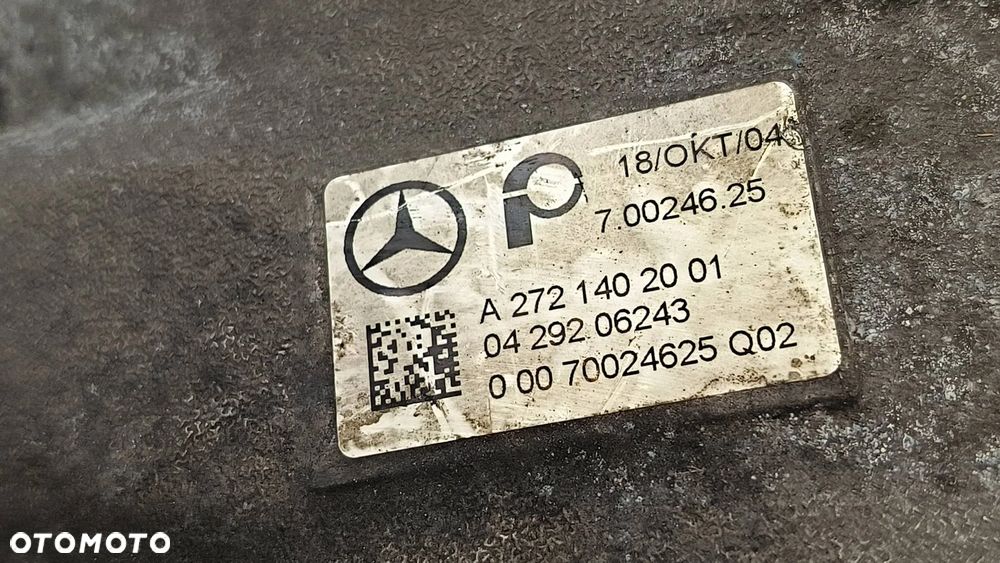 18/OKT/04
7.00246.25
A 272 140 20 01
04 292 06243
0 00 70024625 Q02
OTOMOTO